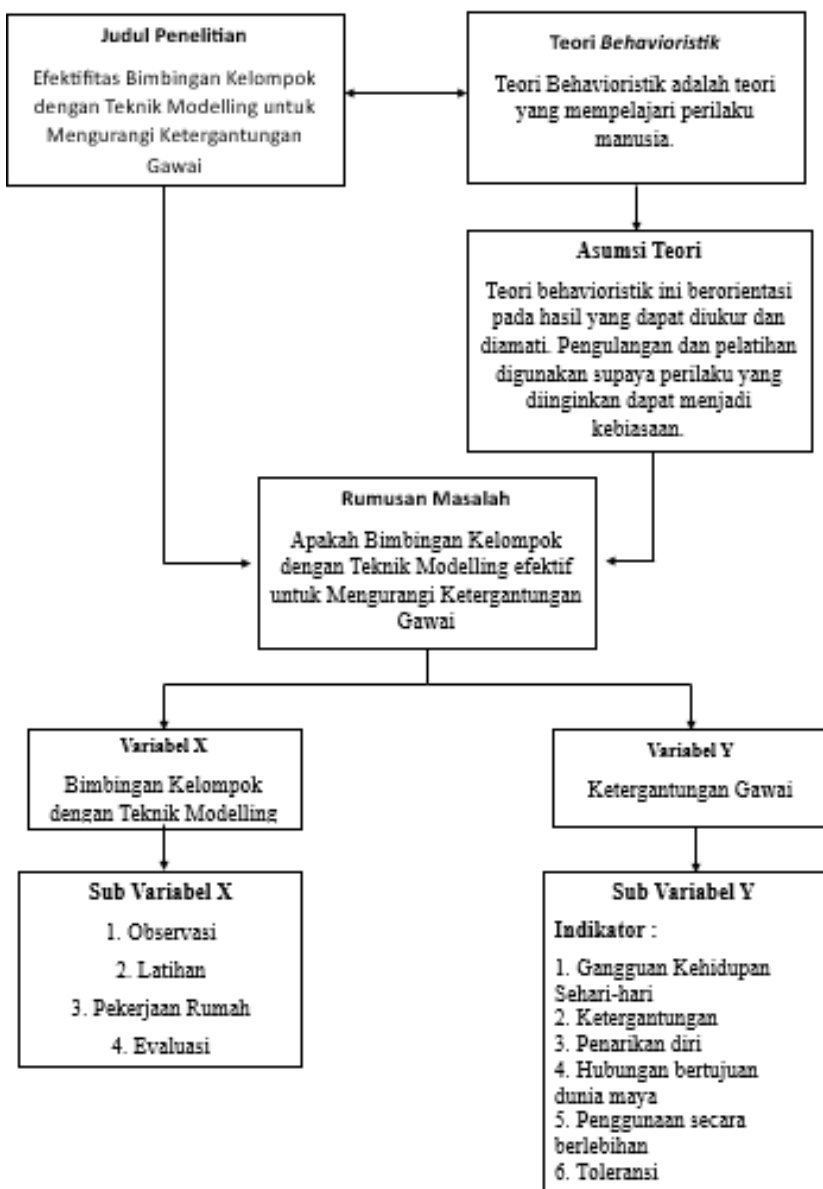 Judul Penelitian
Efektifitas Bimbingan Kelompok
dengan Teknik Modelling untuk
Mengurangi Ketergantungan
Gawai
Teori Behavioristik
Teori Behavioristik adalah teori
yang mempelajari perilaku
manusia.
Asumsi Teori
Teori behavioristik ini berorientasi
pada hasil yang dapat diukur dan
diamati. Pengulangan dan pelatihan
digunakan supaya perilaku yang
diinginkan dapat menjadi
kebiasaan.
Rumusan Masalah
Apakah Bimbingan Kelompok
dengan Teknik Modelling efektif
untuk Mengurangi Ketergantungan
Gawai
Variabel X
Bimbingan Kelompok
dengan Teknik Modelling
Variabel Y
Ketergantungan Gawai
Sub Variabel X
1. Observasi
2. Latihan
3. Pekerjaan Rumah
4. Evaluasi
Sub Variabel Y
Indikator :
1. Gangguan Kehidupan
Sehari-hari
2. Ketergantungan
3. Penarikan diri
4. Hubungan bertujuan
dunia maya
5. Penggunaan secara
berlebihan
6. Toleransi